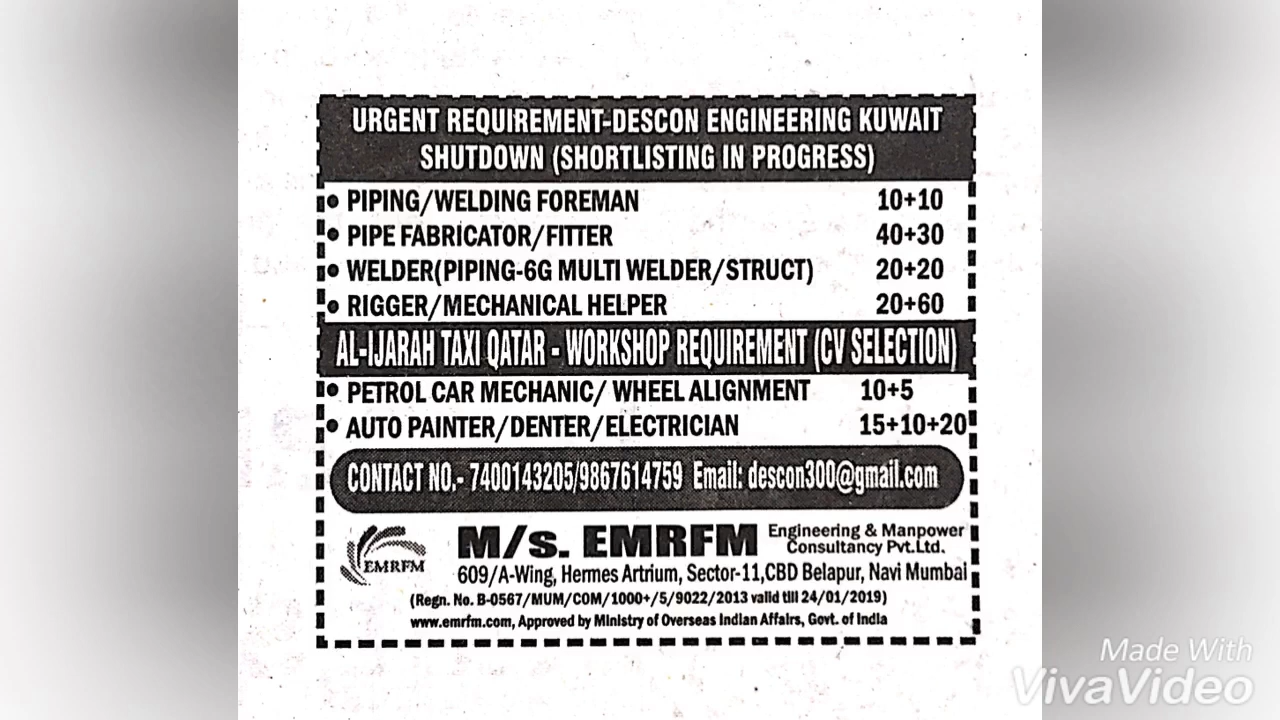 URGENT REQUIREMENT-DESCON ENGINEERING KUWAIT
SHUTDOWN (SHORTLISTING IN PROGRESS)
• PIPING/WELDING FOREMAN 10+10
• PIPE FABRICATOR/FITTER 40+30
• WELDER(PIPING-6G MULTI WELDER/STRUCT) 20+20
• RIGGER/MECHANICAL HELPER 20+60
AL-IJARAH TAXI QATAR - WORKSHOP REQUIREMENT (CV SELECTION)
• PETROL CAR MECHANIC/ WHEEL ALIGNMENT 10+5
• AUTO PAINTER/DENTER/ELECTRICIAN 15+10+20
CONTACT NO.- 7400143205/9867614759 Email: descon300@gmail.com
EMRFM
M/s. EMRFM Engineering & Manpower
Consultancy Pvt.Ltd.
609/A-Wing, Hermes Artrium, Sector-11,CBD Belapur, Navi Mumbai
(Regn. No. B-0567/MUM/COM/1000+/5/9022/2013 valid till 24/01/2019)
www.emrfm.com, Approved by Ministry of Overseas Indian Affairs, Govt. of India
Made With
VivaVideo